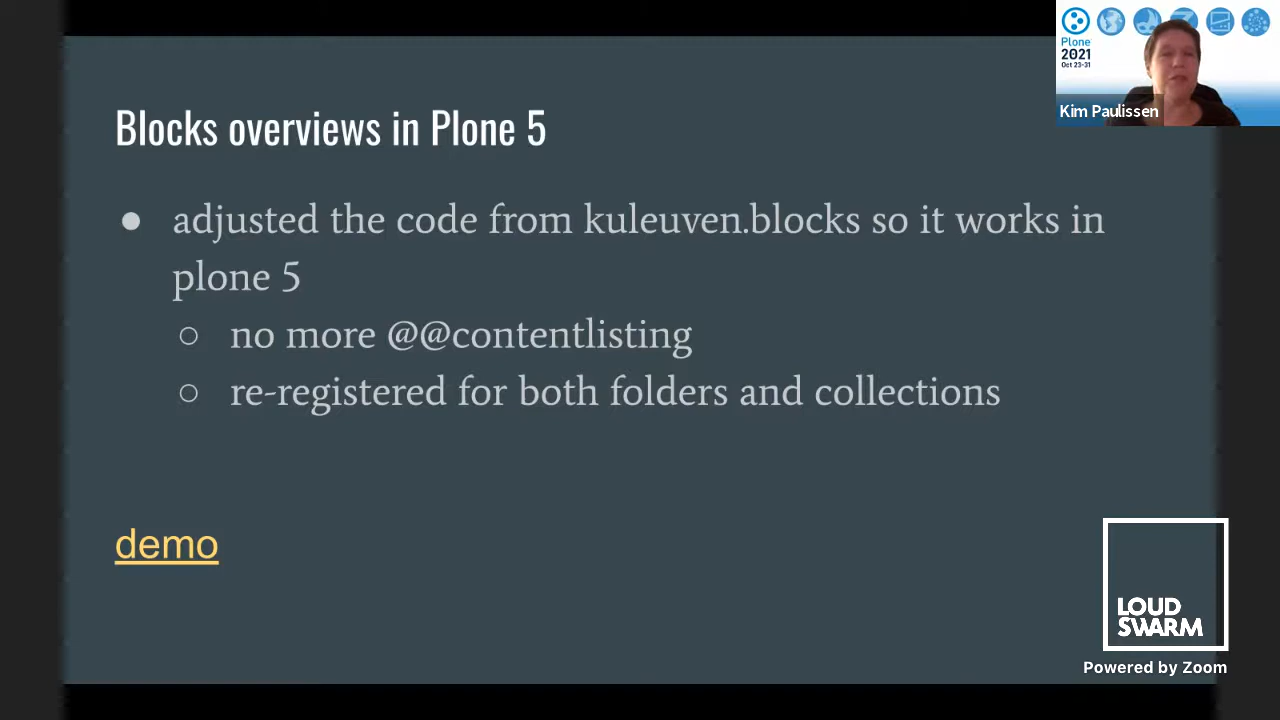 Plone
2021
Oct 23-31
Kim Paulissen
Blocks overviews in Plone 5
● adjusted the code from kuleuven.blocks so it works in
plone 5
○ no more @@contentlisting
○ re-registered for both folders and collections
demo
LOUD
SWARM
Powered by Zoom